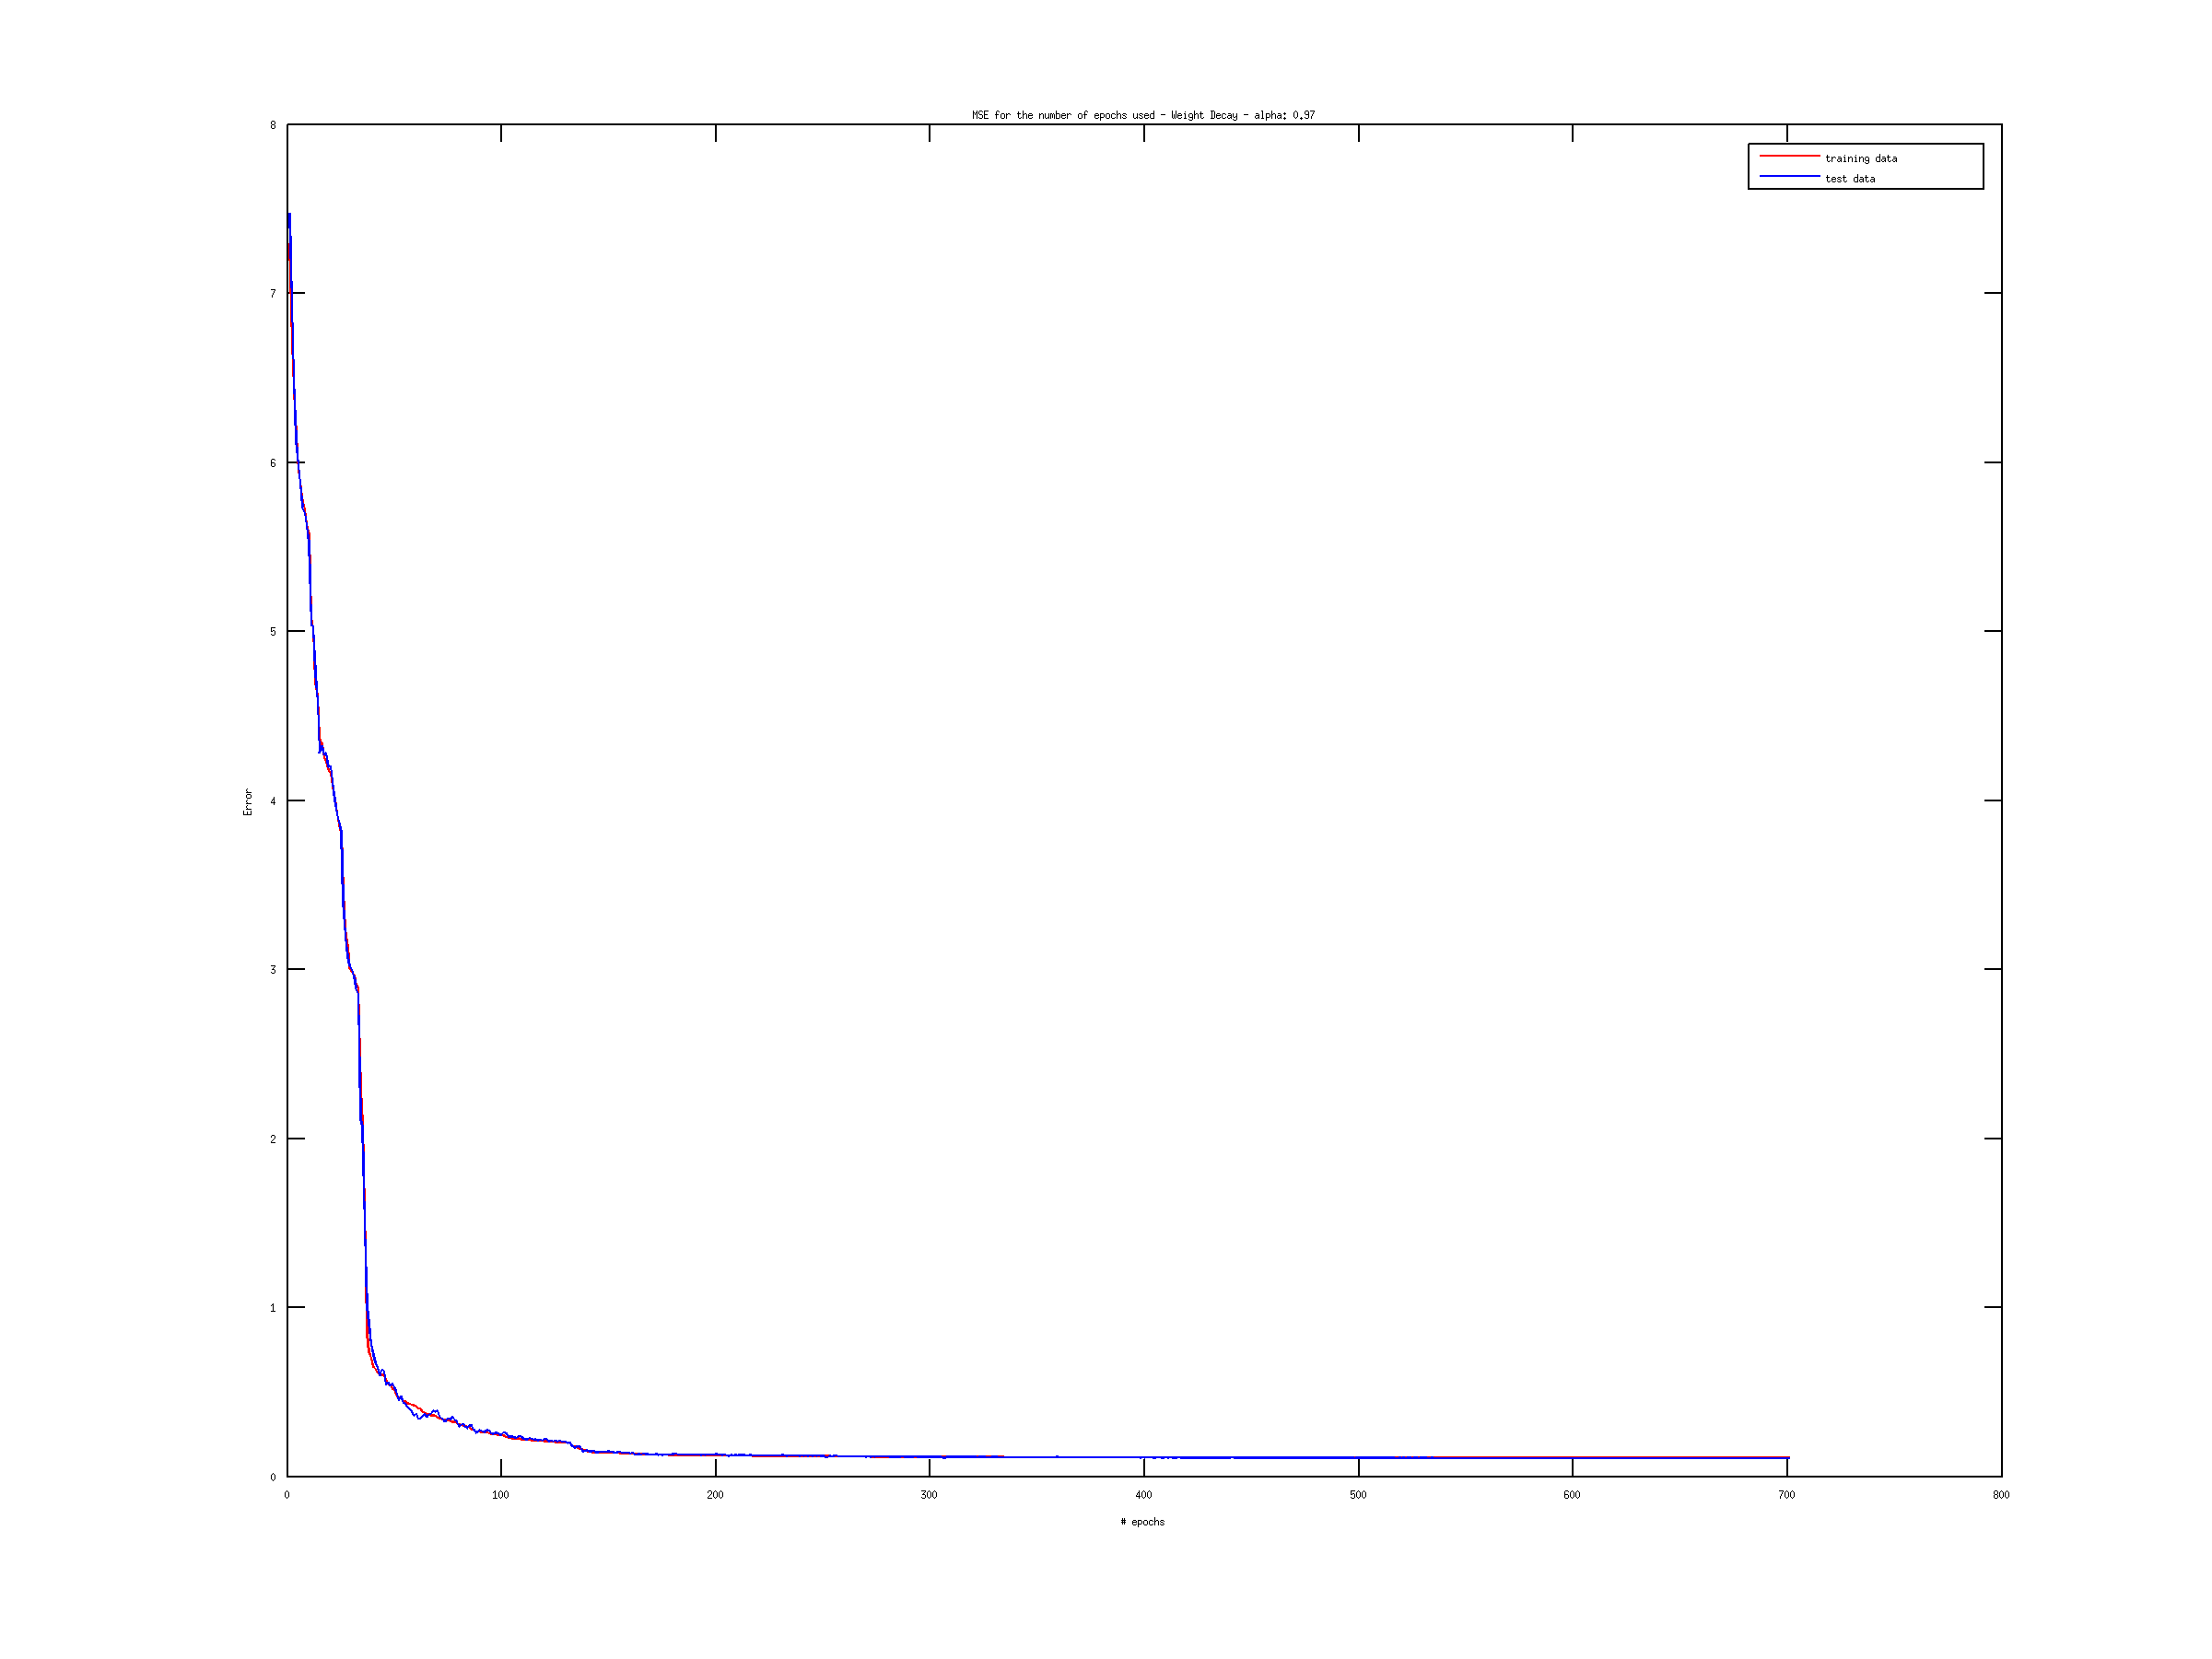 MSE for the number of epochs used - Weight Decay - alpha: 0.97
8
training data
test data
7
6
5
Error
4
3
2
1
0
0 100 200 300 400 500 600 700 800
# epochs